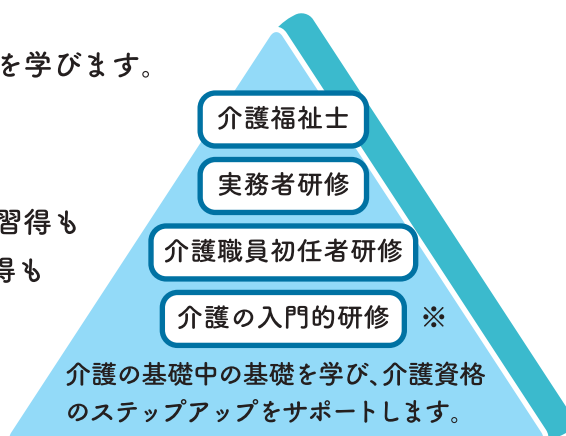 を学びます。
介護福祉士
実務者研修
習得も
介護職員初任者研修
得も
介護の入門的研修 ※
介護の基礎中の基礎を学び、介護資格
のステップアップをサポートします。